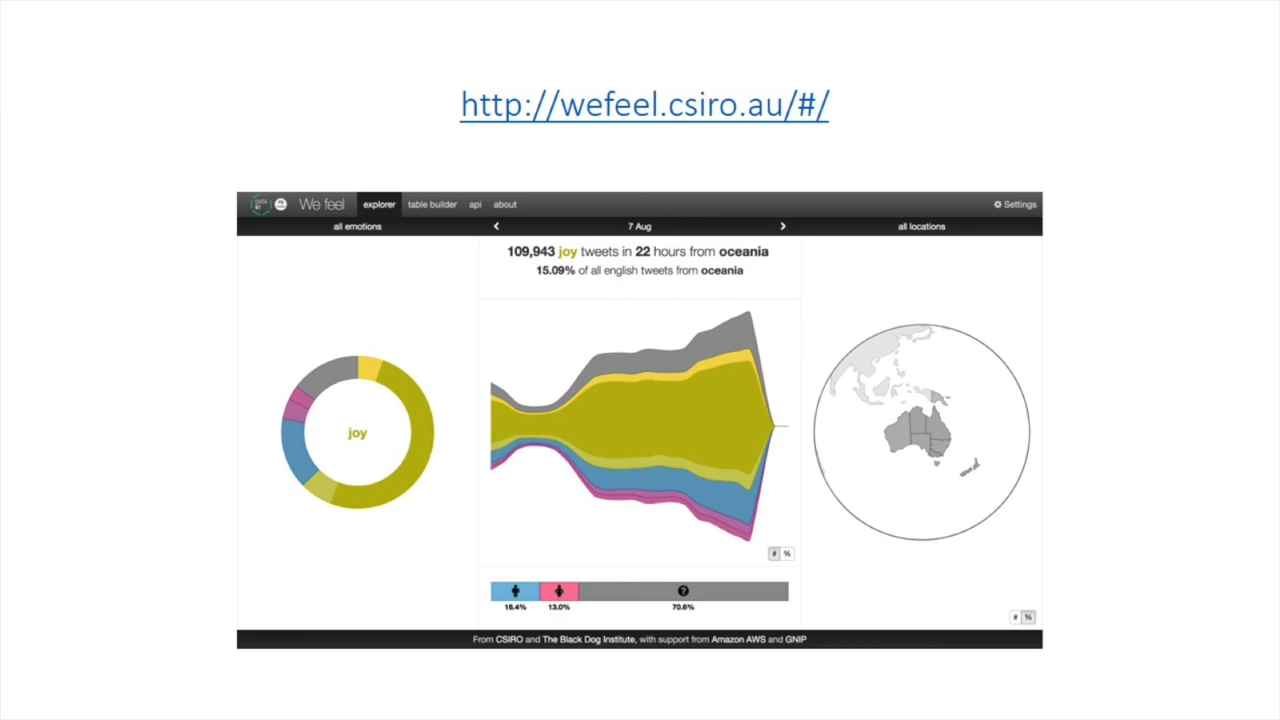 http://wefeel.csiro.au/#/
We feel
explorer
table builder
api
about
Settings
all emotions
7 Aug
all locations
109,943 joy tweets in 22 hours from oceania
15.09% of all english tweets from oceania
joy
# %
?
16.4%
13.0%
70.6%
# %
From CSIRO and The Black Dog Institute, with support from Amazon AWS and GNIP